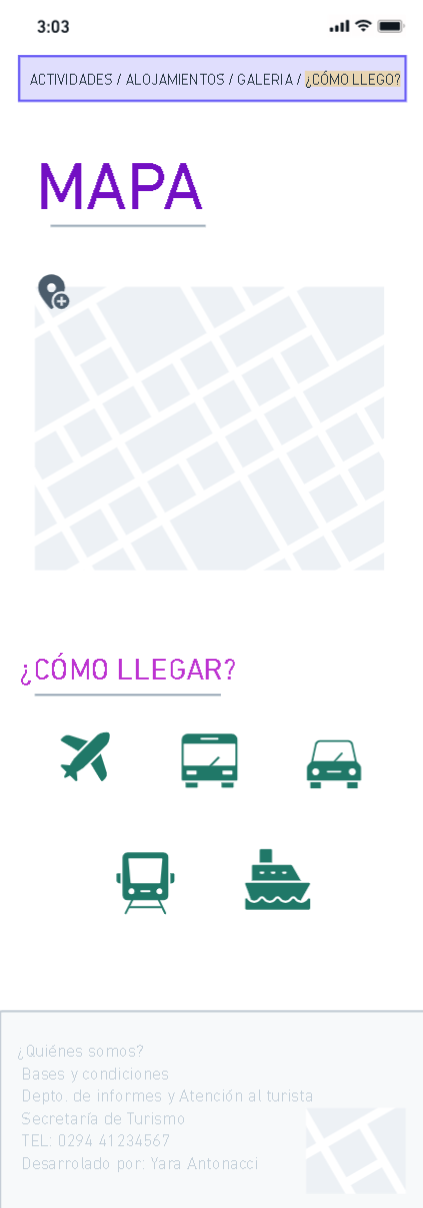 3:03
ACTIVIDADES / ALOJAMIENTOS / GALERIA / ¿CÓMO LLEGO?
MAPA
¿CÓMO LLEGAR?
¿Quiénes somos?
Bases y condiciones
Depto. de informes y Atención al turista
Secretaría de Turismo
TEL: 0294 41234567
Desarrolado por: Yara Antonacci